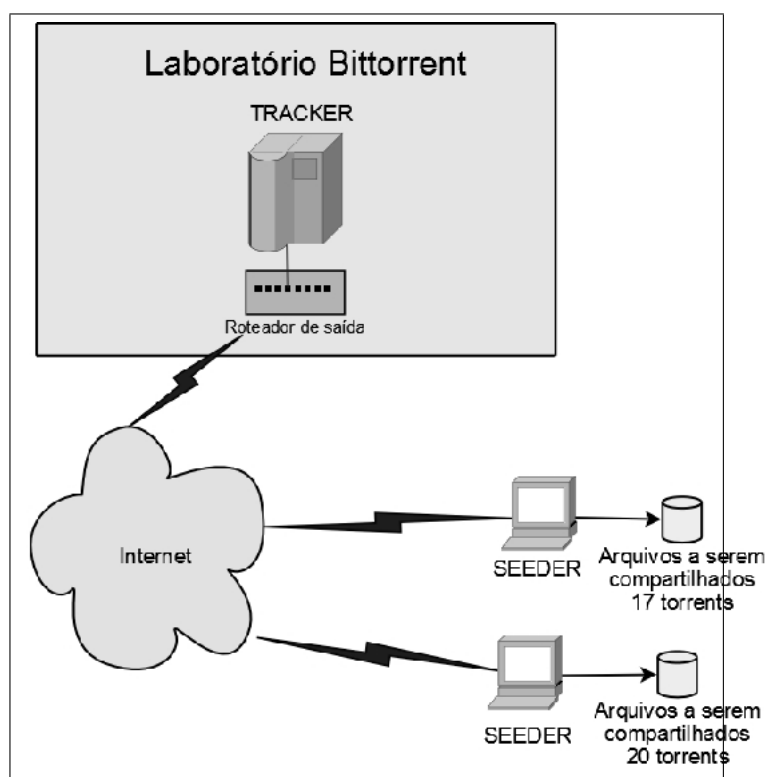 Laboratório Bittorrent
TRACKER
Roteador de saída
Internet
SEEDER
Arquivos a serem
compartilhados
17 torrents
SEEDER
Arquivos a serem
compartilhados
20 torrents